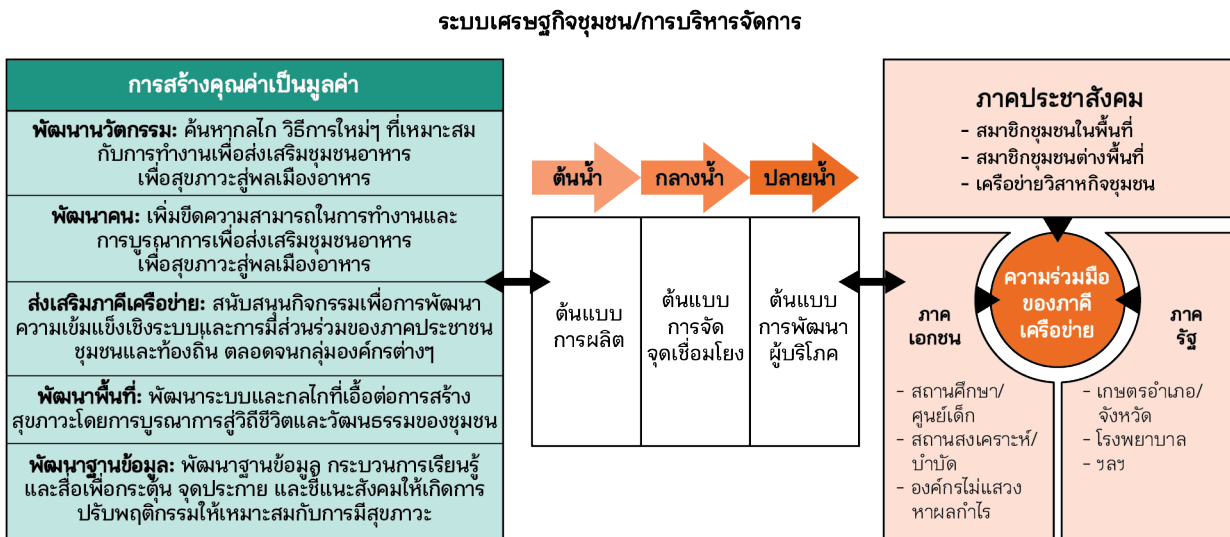 ระบบเศรษฐกิจชุมชน/การบริหารจัดการ
การสร้างคุณค่าเป็นมูลค่า
พัฒนานวัตกรรม: ค้นหากลไก วิธีการใหม่ๆ ที่เหมาะสม
กับการทำงานเพื่อส่งเสริมชุมชนอาหาร
เพื่อสุขภาวะสู่พลเมืองอาหาร
พัฒนาคน: เพิ่มขีดความสามารถในการทำงานและ
การบูรณาการเพื่อส่งเสริมชุมชนอาหาร
เพื่อสุขภาวะสู่พลเมืองอาหาร
ส่งเสริมภาคีเครือข่าย: สนับสนุนกิจกรรมเพื่อการพัฒนา
ความเข้มแข็งเชิงระบบและการมีส่วนร่วมของภาคประชาชน
ชุมชนและท้องถิ่น ตลอดจนกลุ่มองค์กรต่างๆ
พัฒนาพื้นที่: พัฒนาระบบและกลไกที่เอื้อต่อการสร้าง
สุขภาวะโดยการบูรณาการสู่วิถีชีวิตและวัฒนธรรมของชุมชน
พัฒนาฐานข้อมูล: พัฒนาฐานข้อมูล กระบวนการเรียนรู้
และสื่อเพื่อกระตุ้น จุดประกาย และชี้แนะสังคมให้เกิดการ
ปรับพฤติกรรมให้เหมาะสมกับการมีสุขภาวะ
ต้นน้ำ
กลางน้ำ
ปลายน้ำ
ต้นแบบ
การผลิต
ต้นแบบ
การจัด
จุดเชื่อมโยง
ต้นแบบ
การพัฒนา
ผู้บริโภค
ภาคประชาสังคม
- สมาชิกชุมชนในพื้นที่
- สมาชิกชุมชนต่างพื้นที่
- เครือข่ายวิสาหกิจชุมชน
ความร่วมมือ
ของภาคี
เครือข่าย
ภาค
เอกชน
- สถานศึกษา/
ศูนย์เด็ก
- สถานสงเคราะห์/
บำบัด
- องค์กรไม่แสวง
หาผลกำไร
ภาค
รัฐ
- เกษตรอำเภอ/
จังหวัด
- โรงพยาบาล
- ฯลฯ